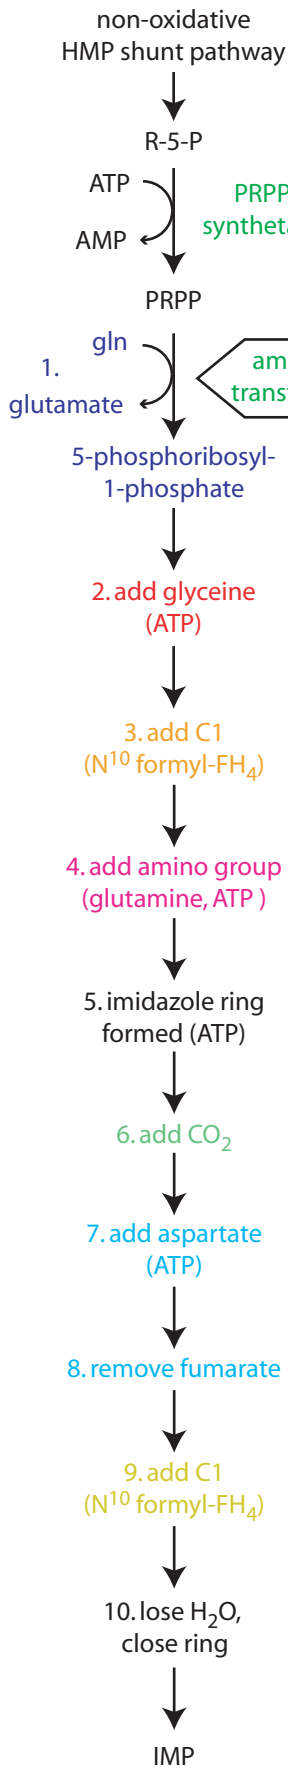 non-oxidative
HMP shunt pathway
R-5-P
ATP
PRPP
AMP
syntheta
PRPP
gln
1.
am
glutamate
transf
5-phosphoribosyl-
1-phosphate
2. add glyceine
(ATP)
3. add C1
(N¹⁰ formyl-FH₄)
4. add amino group
(glutamine, ATP )
5. imidazole ring
formed (ATP)
6. add CO₂
7. add aspartate
(ATP)
8. remove fumarate
9. add C1
(N¹⁰ formyl-FH₄)
10. lose H₂O,
close ring
IMP